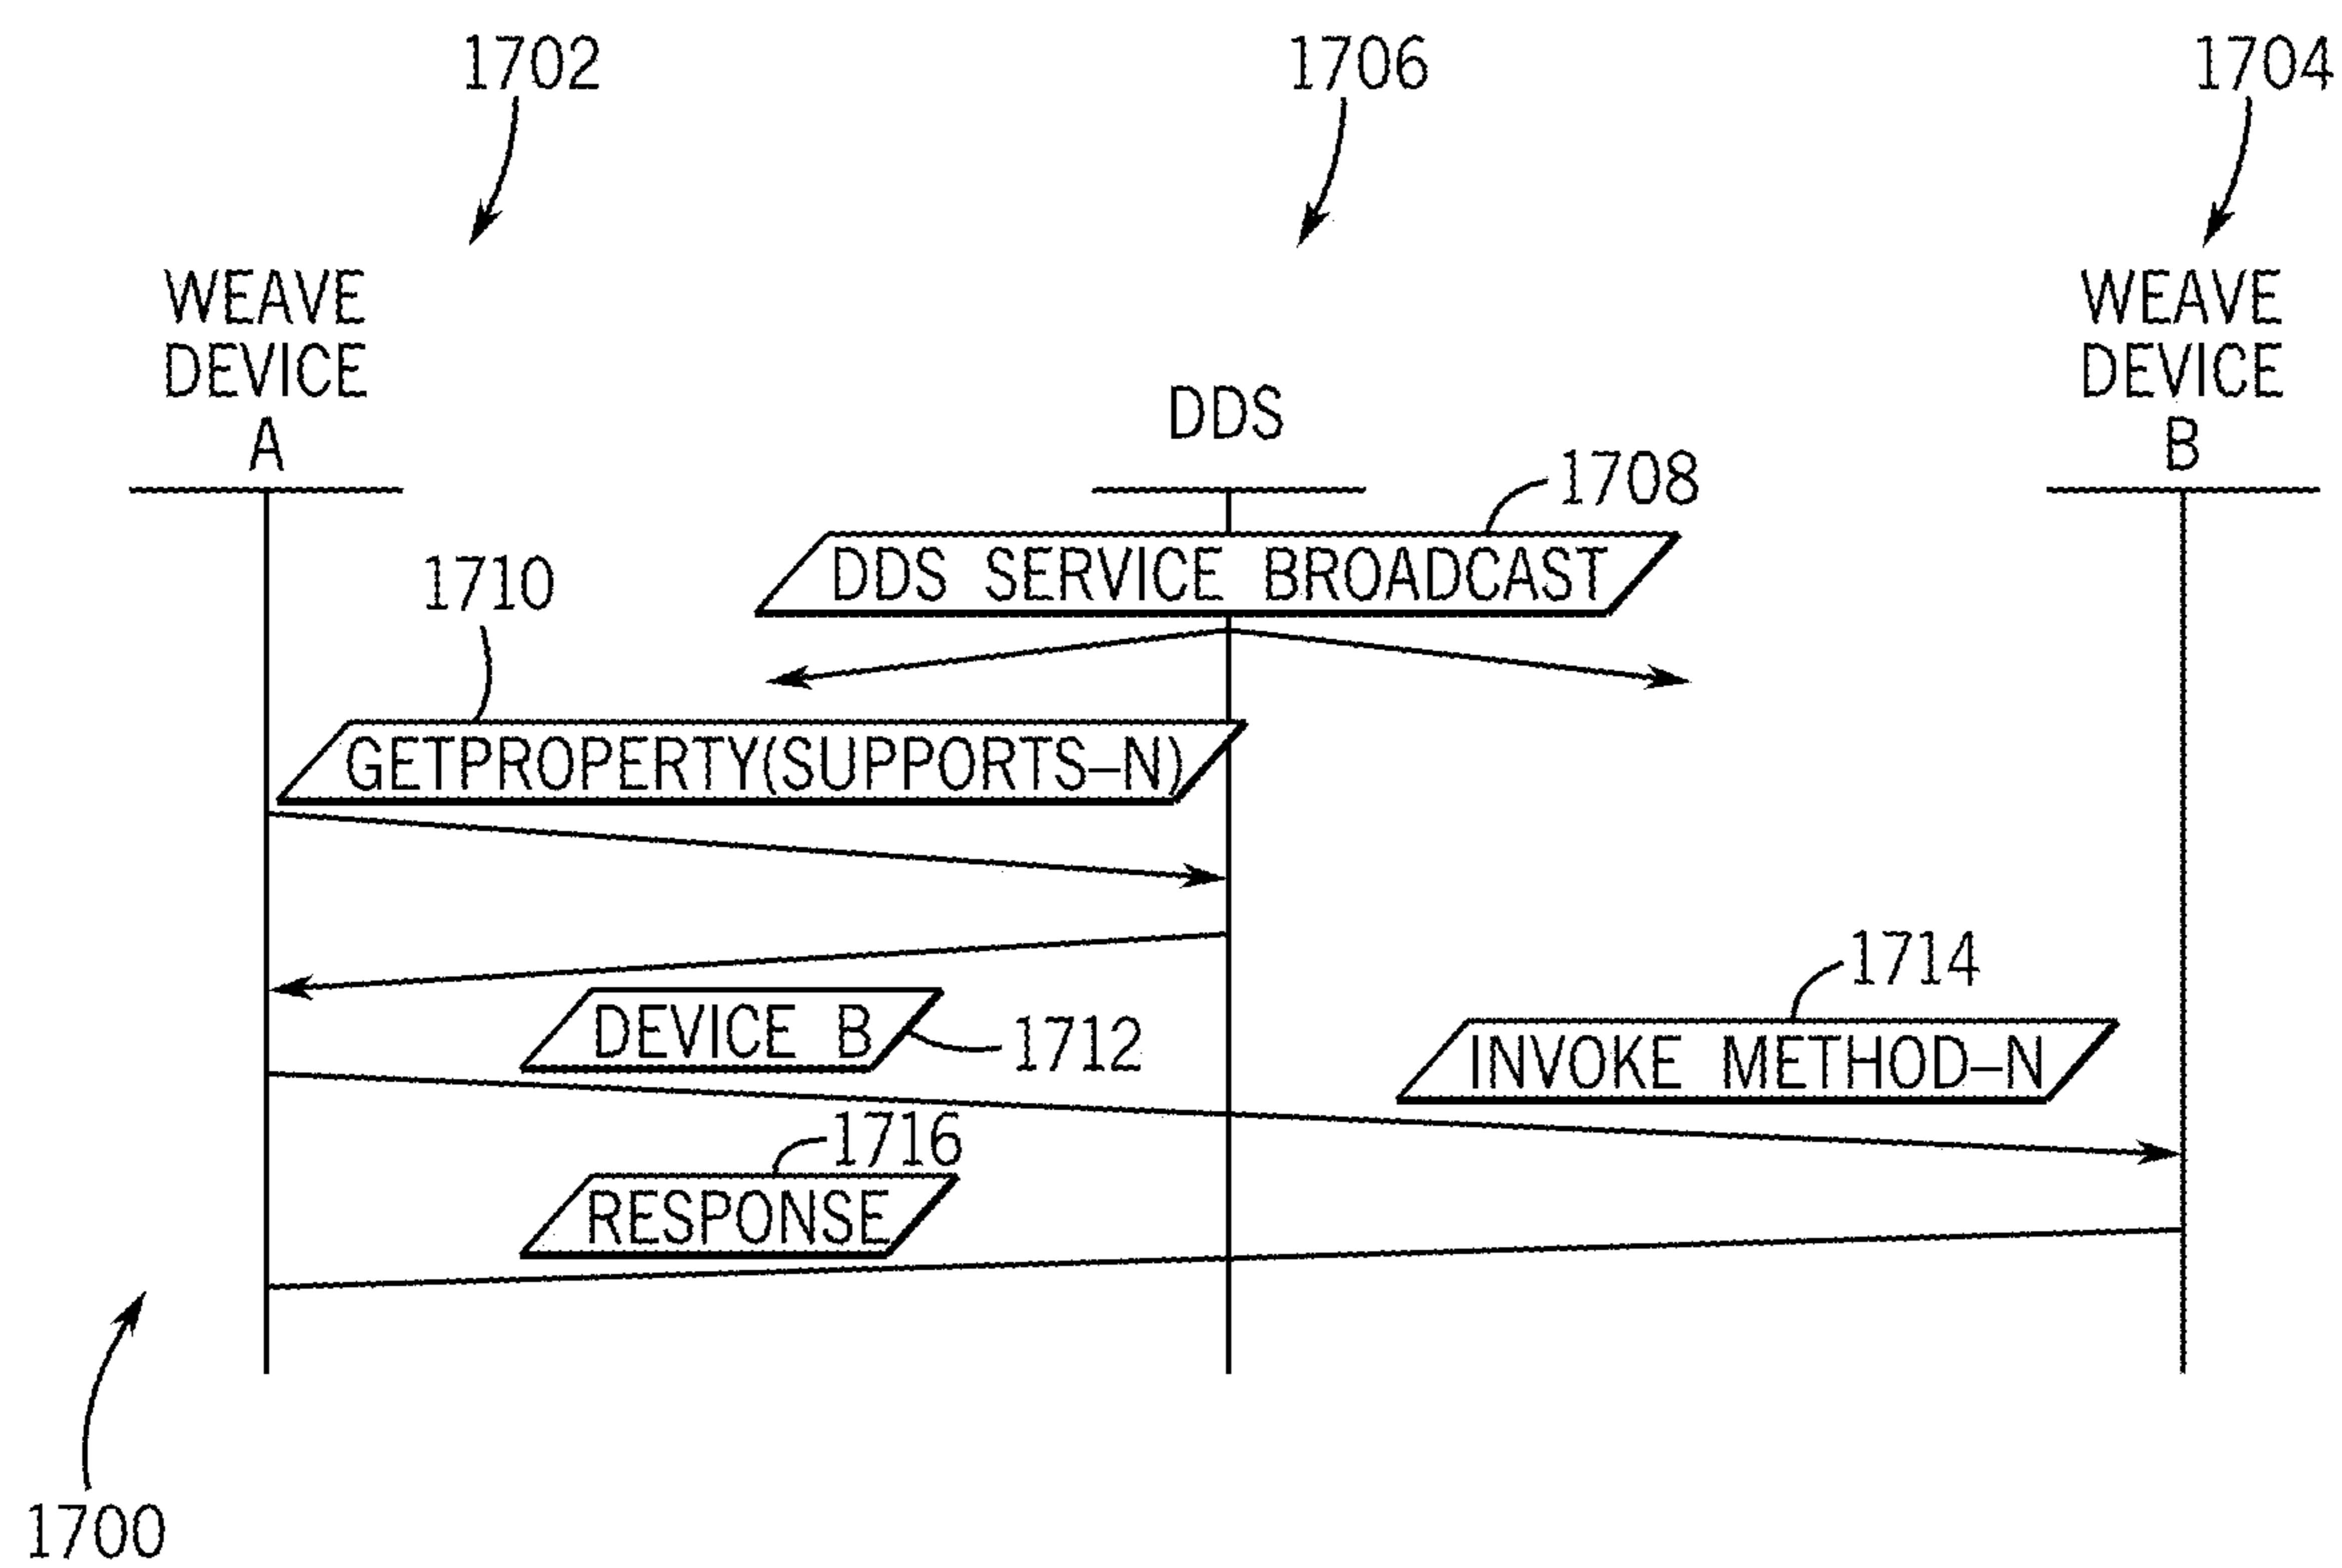 1702
1706
1704
WEAVE
DEVICE
A
WEAVE
DEVICE
B
DDS
1708
DDS SERVICE BROADCAST
1710
GETPROPERTY(SUPPORTS–N)
1714
DEVICE B
1712
INVOKE METHOD–N
1716
RESPONSE
1700